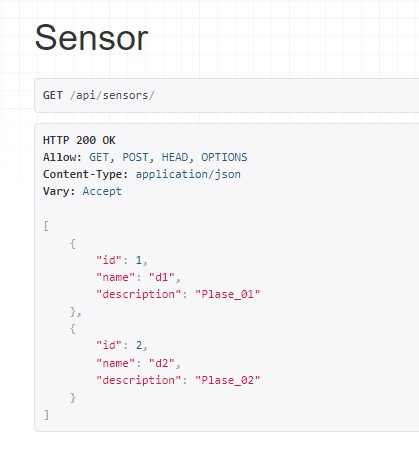 Sensor
GET /api/sensors/
HTTP 200 OK
Allow: GET, POST, HEAD, OPTIONS
Content-Type: application/json
Vary: Accept
[
    {
        "id": 1,
        "name": "d1",
        "description": "Plase_01"
    },
    {
        "id": 2,
        "name": "d2",
        "description": "Plase_02"
    }
]